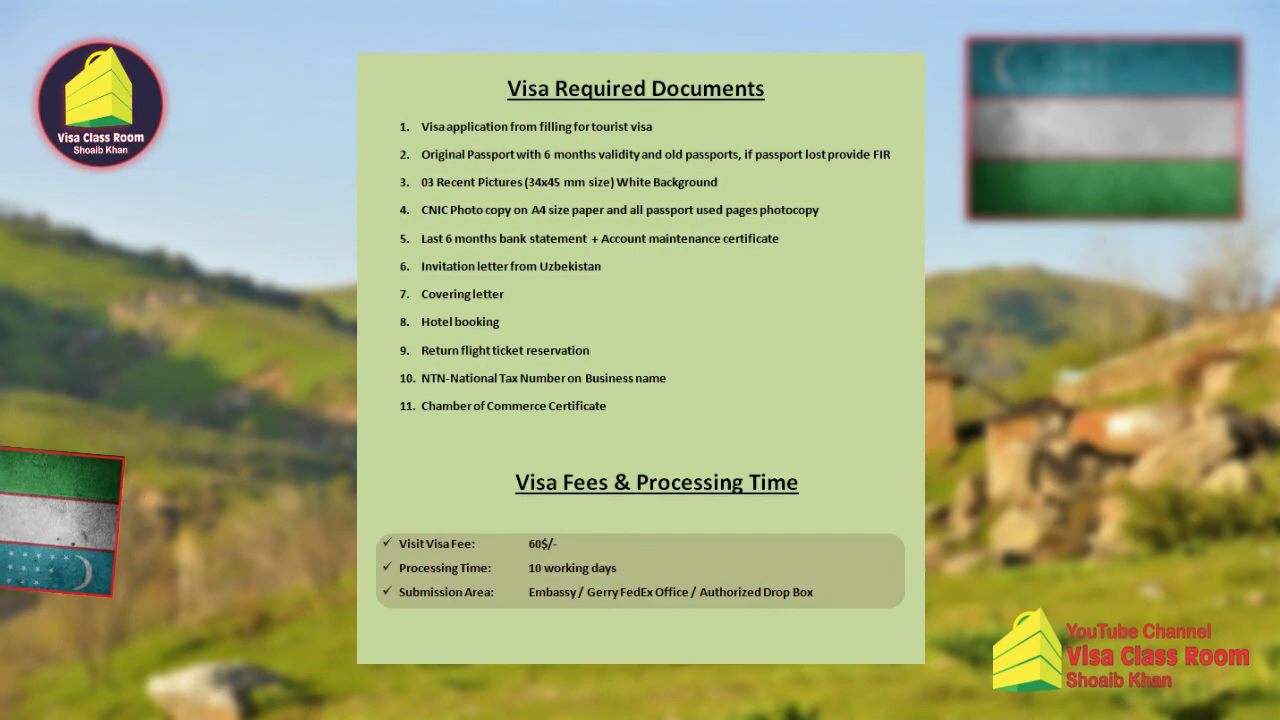 Visa Class Room
Shoaib Khan
Visa Required Documents
1. Visa application from filling for tourist visa
2. Original Passport with 6 months validity and old passports, if passport lost provide FIR
3. 03 Recent Pictures (34x45 mm size) White Background
4. CNIC Photo copy on A4 size paper and all passport used pages photocopy
5. Last 6 months bank statement + Account maintenance certificate
6. Invitation letter from Uzbekistan
7. Covering letter
8. Hotel booking
9. Return flight ticket reservation
10. NTN-National Tax Number on Business name
11. Chamber of Commerce Certificate
Visa Fees & Processing Time
✓ Visit Visa Fee: 60$/-
✓ Processing Time: 10 working days
✓ Submission Area: Embassy / Gerry FedEx Office / Authorized Drop Box
YouTube Channel
Visa Class Room
Shoaib Khan